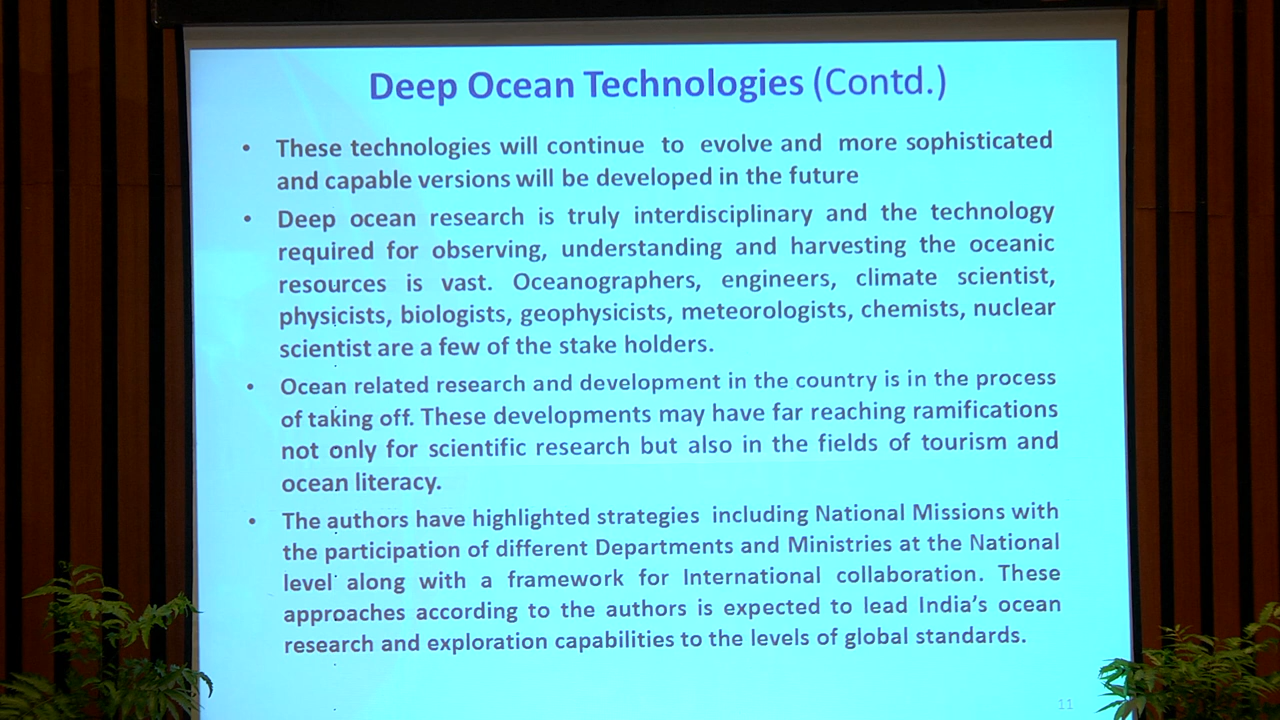 Deep Ocean Technologies (Contd.)
• These technologies will continue to evolve and more sophisticated
and capable versions will be developed in the future
• Deep ocean research is truly interdisciplinary and the technology
required for observing, understanding and harvesting the oceanic
resources is vast. Oceanographers, engineers, climate scientist,
physicists, biologists, geophysicists, meteorologists, chemists, nuclear
scientist are a few of the stake holders.
• Ocean related research and development in the country is in the process
of taking off. These developments may have far reaching ramifications
not only for scientific research but also in the fields of tourism and
ocean literacy.
• The authors have highlighted strategies including National Missions with
the participation of different Departments and Ministries at the National
level along with a framework for International collaboration. These
approaches according to the authors is expected to lead India’s ocean
research and exploration capabilities to the levels of global standards.
11